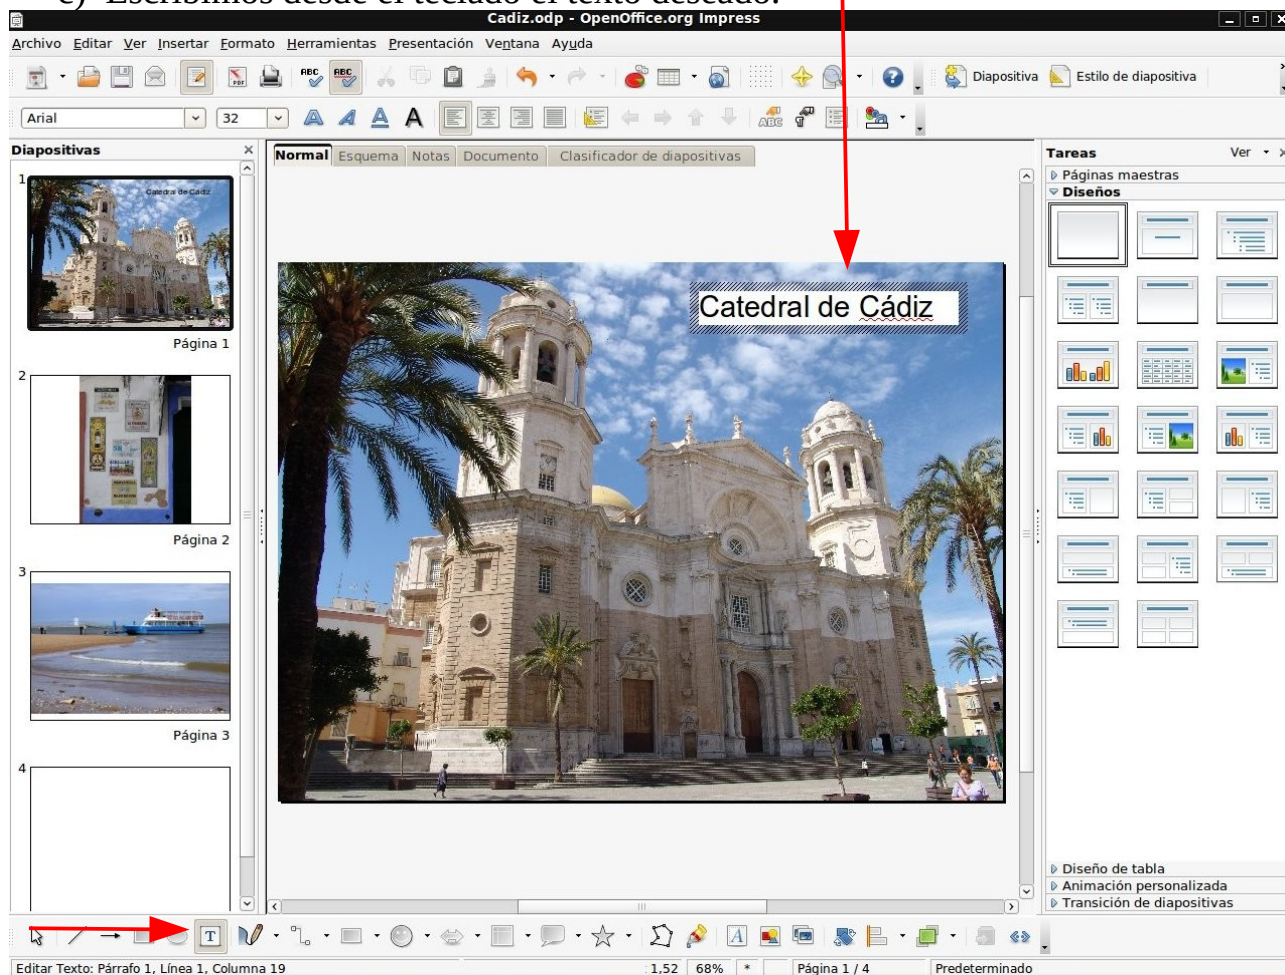 Escribimos desde el teclado el texto deseado.
Cadiz.odp - OpenOffice.org Impress
Archivo Editar Ver Insertar Formato Herramientas Presentación Ventana Ayuda
Diapositiva Estilo de diapositiva
Arial 32
Diapositivas
Normal Esquema Notas Documento Clasificador de diapositivas
Tareas Ver
Páginas maestras
Diseños
1
Catedral de Cádiz
Página 1
Catedral de Cádiz
2
Página 2
3
Página 3
4
Diseño de tabla
Animación personalizada
Transición de diapositivas
Editar Texto: Párrafo 1, Línea 1, Columna 19 1,52 68% * Página 1 / 4 Predeterminado